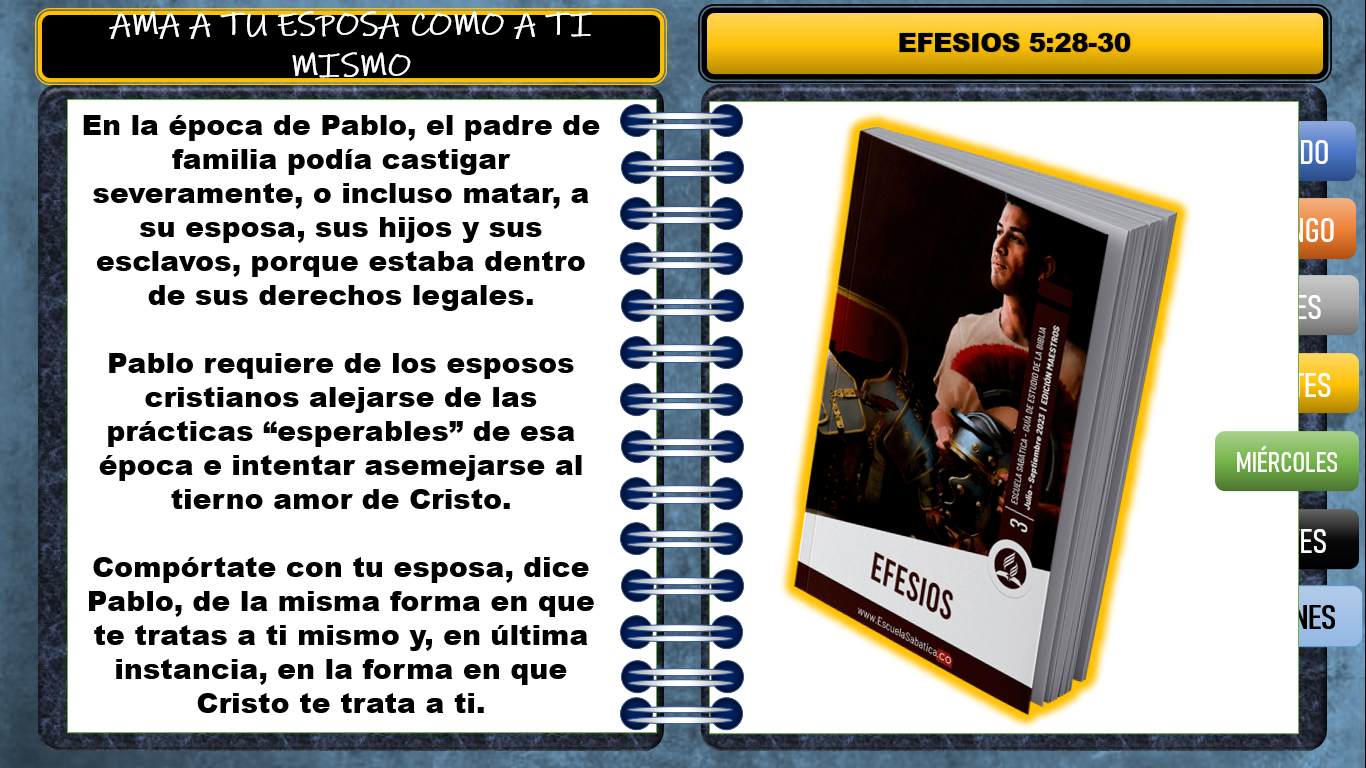 AMA A TU ESPOSA COMO A TI
MISMO
En la época de Pablo, el padre de
familia podía castigar
severamente, o incluso matar, a
su esposa, sus hijos y sus
esclavos, porque estaba dentro
de sus derechos legales.
Pablo requiere de los esposos
cristianos alejarse de las
prácticas “esperables” de esa
época e intentar asemejarse al
tierno amor de Cristo.
Compórtate con tu esposa, dice
Pablo, de la misma forma en que
te tratas a ti mismo y, en última
instancia, en la forma en que
Cristo te trata a ti.
EFESIOS 5:28-30
3
ESCUELA SABÁTICA - GUÍA DE ESTUDIO DE LA BIBLIA
Julio - Septiembre 2023 | EDICIÓN MAESTROS
EFESIOS
www.EscuelaSabatica.co
DO
NGO
ES
TES
MIÉRCOLES
ES
NES